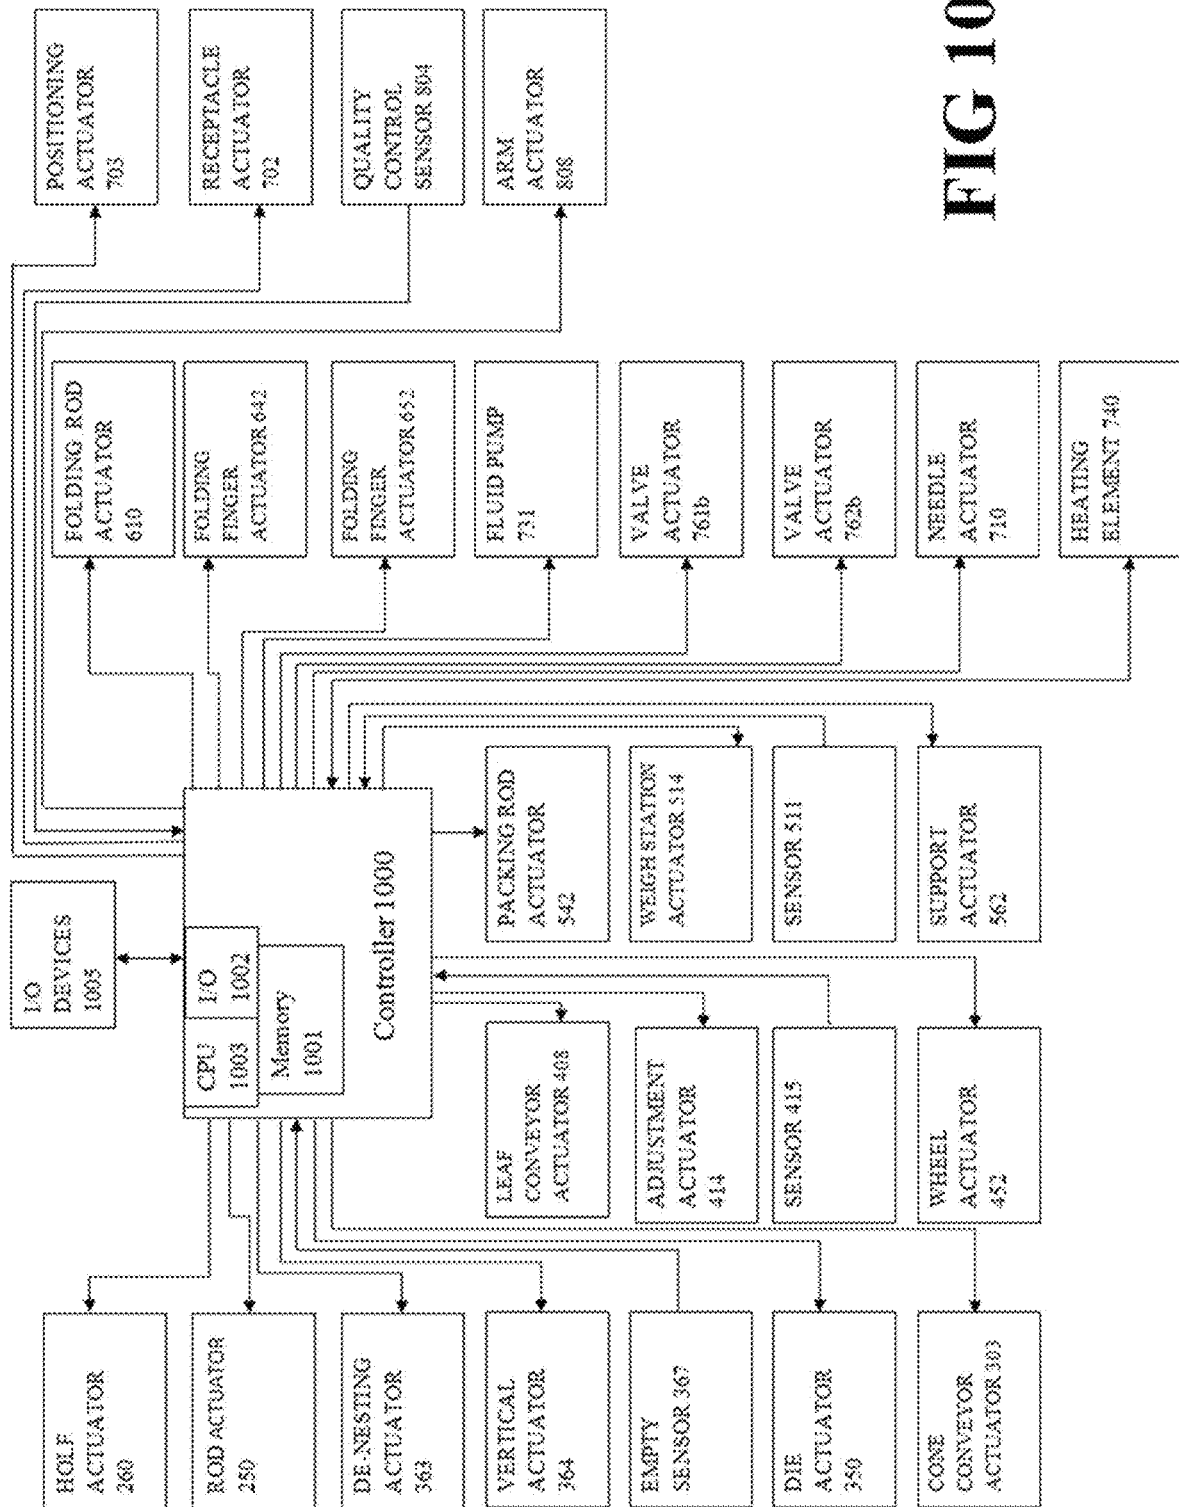 HOLF
ACTUATOR
260
ROD ACTUATOR
250
DE-NESTING
ACTUATOR
363
VERTICAL
ACTUATOR
364
EMPTY
SENSOR 367
DIE
ACTUATOR
350
CONE
CONVEYOR
ACTUATOR 303
I/O
DEVICES
1005
CPU
1003
I/O
1002
Memory
1001
Controller 1000
LEAF
CONVEYOR
ACTUATOR 408
ADJUSTMENT
ACTUATOR
414
SENSOR 415
WHEEL
ACTUATOR
452
PACKING ROD
ACTUATOR
542
WEIGH STATION
ACTUATOR 514
SENSOR 511
SUPPORT
ACTUATOR
562
FOLDING ROD
ACTUATOR
610
FOLDING
FINGER
ACTUATOR 642
FOLDING
FINGER
ACTUATOR 652
FLUID PUMP
731
VALVE
ACTUATOR
761b
VALVE
ACTUATOR
762b
NEEDLE
ACTUATOR
710
HEATING
ELEMENT 740
POSITIONING
ACTUATOR
703
RECEPTACLE
ACTUATOR
702
QUALITY
CONTROL
SENSOR 804
ARM
ACTUATOR
808
FIG 10